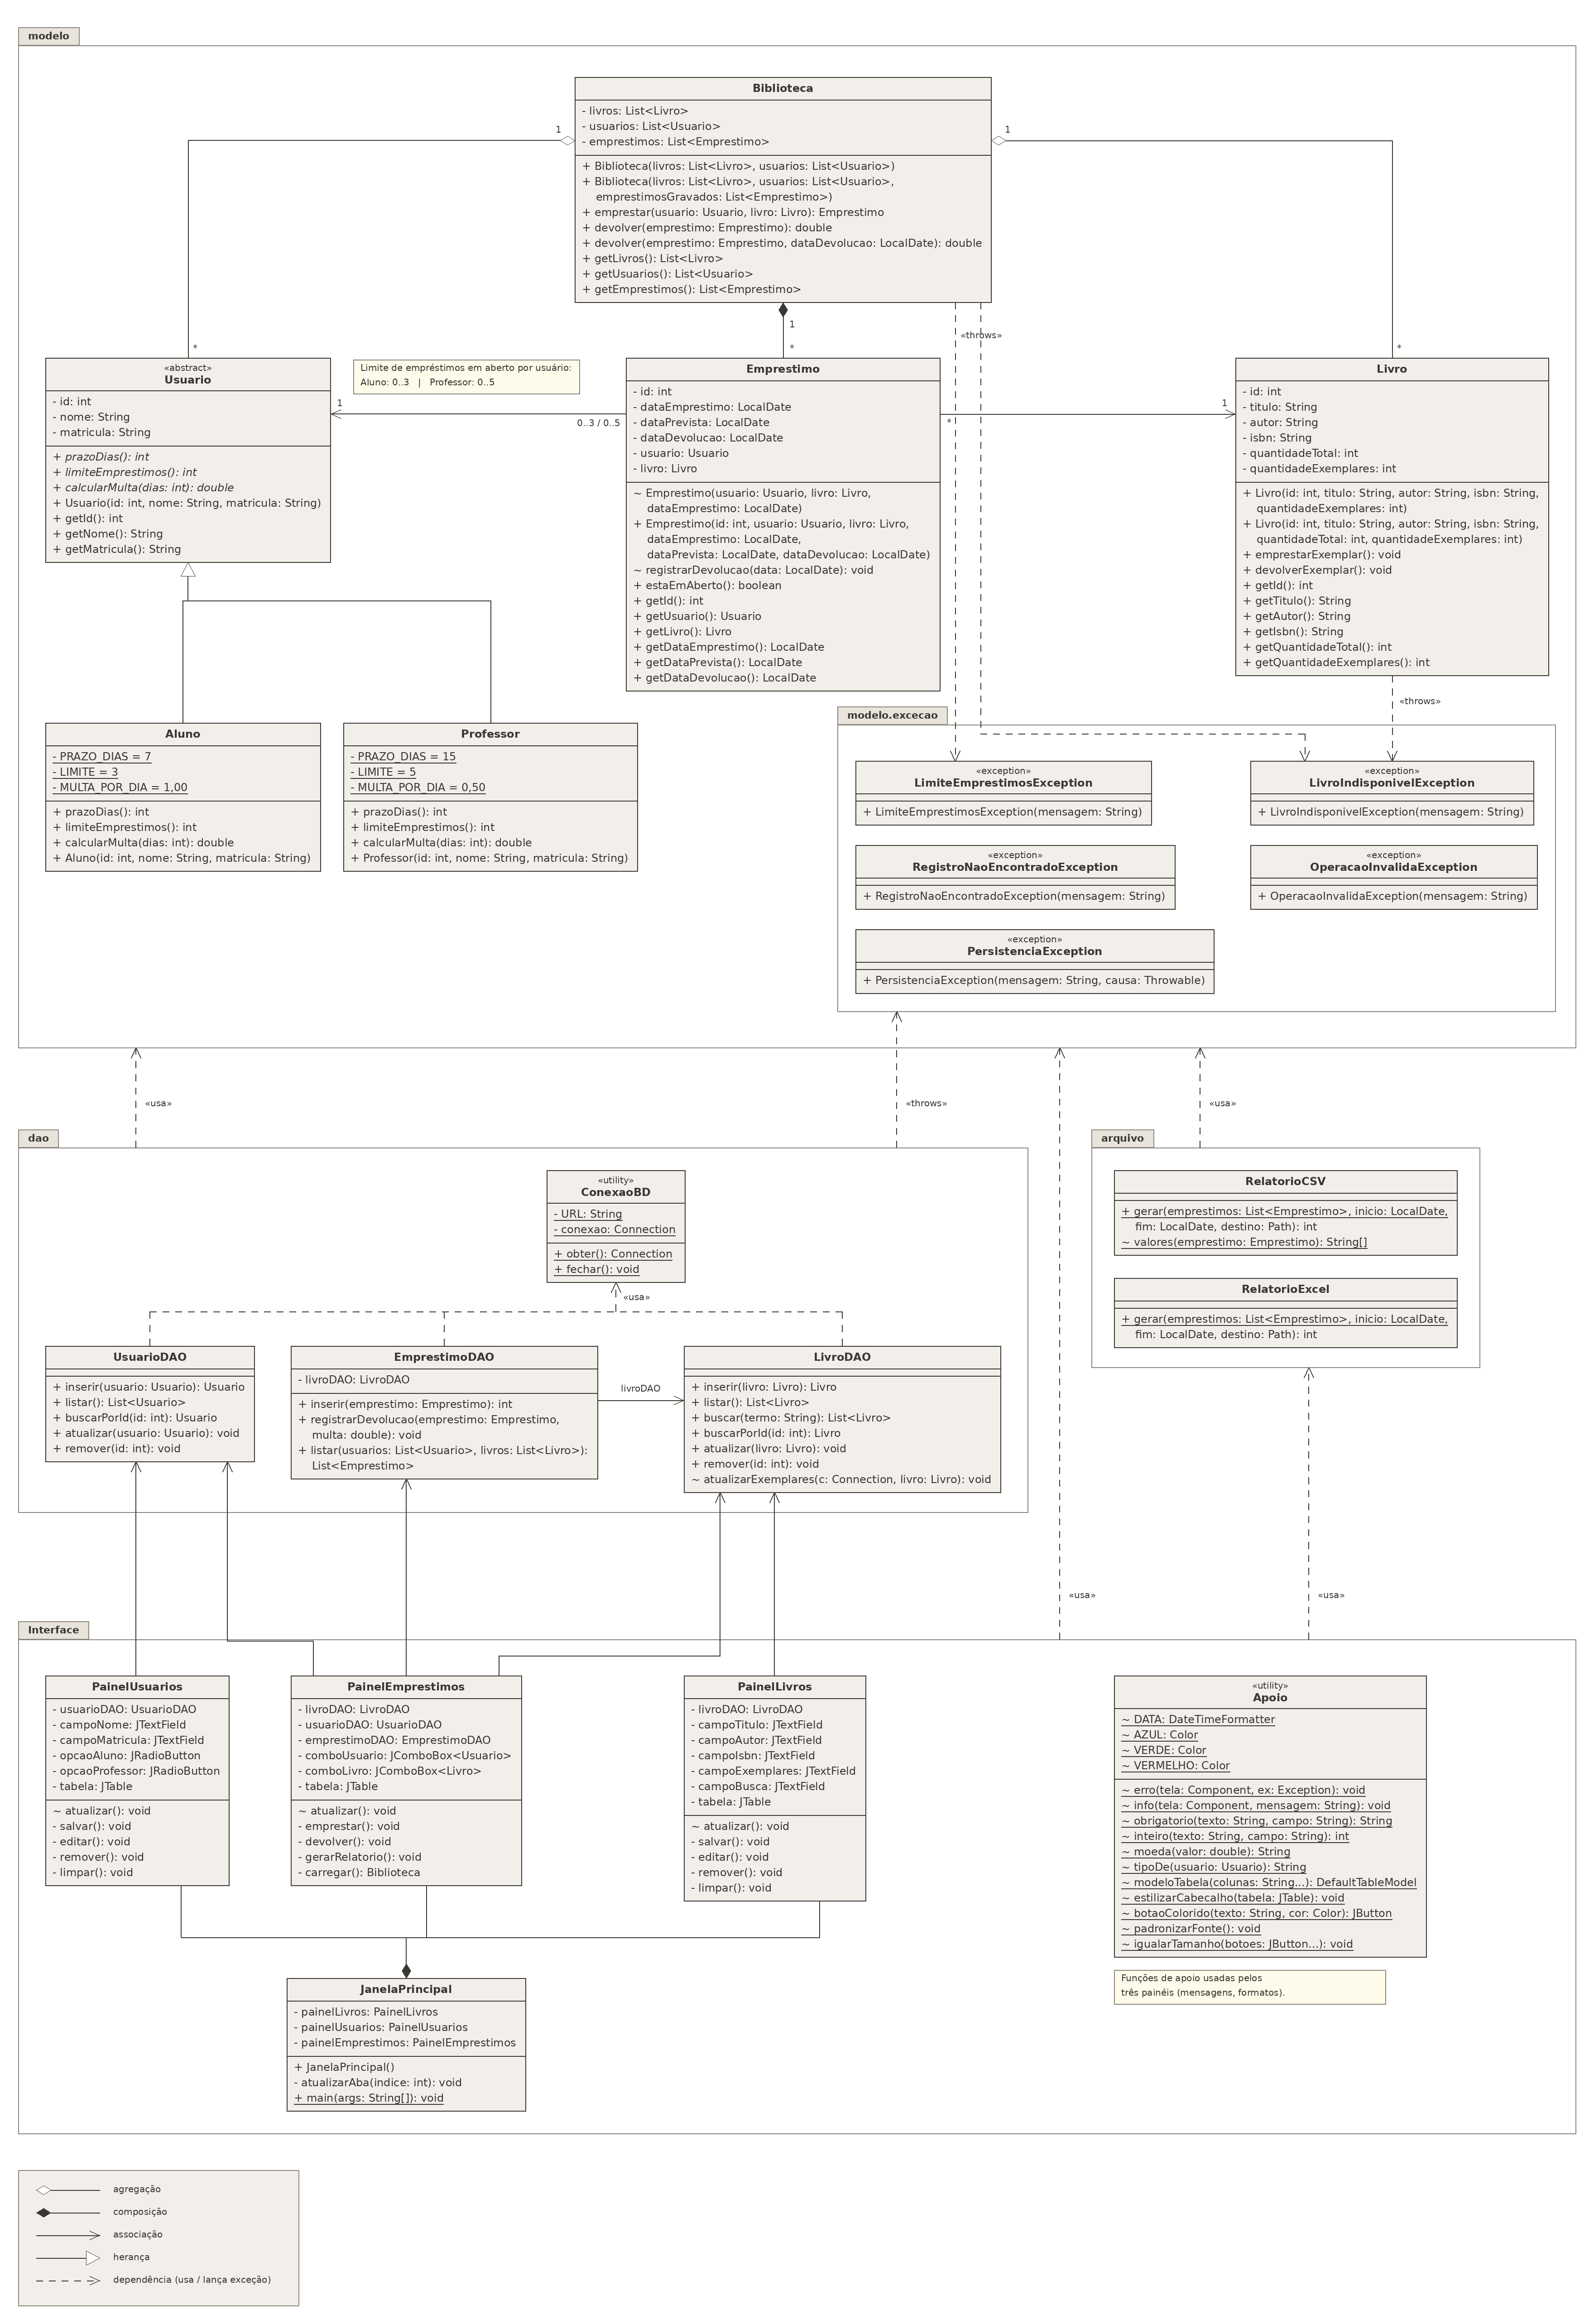 modelo
Biblioteca
- livros: List<Livro>
- usuarios: List<Usuario>
- emprestimos: List<Emprestimo>
+ Biblioteca(livros: List<Livro>, usuarios: List<Usuario>)
+ Biblioteca(livros: List<Livro>, usuarios: List<Usuario>,
emprestimosGravados: List<Emprestimo>)
+ emprestar(usuario: Usuario, livro: Livro): Emprestimo
+ devolver(emprestimo: Emprestimo): double
+ devolver(emprestimo: Emprestimo, dataDevolucao: LocalDate): double
+ getLivros(): List<Livro>
+ getUsuarios(): List<Usuario>
+ getEmprestimos(): List<Emprestimo>
1
1
1
*
*
*
«throws»
«abstract»
Usuario
- id: int
- nome: String
- matricula: String
+ prazoDias(): int
+ limiteEmprestimos(): int
+ calcularMulta(dias: int): double
+ Usuario(id: int, nome: String, matricula: String)
+ getId(): int
+ getNome(): String
+ getMatricula(): String
Limite de empréstimos em aberto por usuário:
Aluno: 0..3 | Professor: 0..5
1
0..3 / 0..5
Emprestimo
- id: int
- dataEmprestimo: LocalDate
- dataPrevista: LocalDate
- dataDevolucao: LocalDate
- usuario: Usuario
- livro: Livro
~ Emprestimo(usuario: Usuario, livro: Livro,
dataEmprestimo: LocalDate)
+ Emprestimo(id: int, usuario: Usuario, livro: Livro,
dataEmprestimo: LocalDate,
dataPrevista: LocalDate, dataDevolucao: LocalDate)
~ registrarDevolucao(data: LocalDate): void
+ estaEmAberto(): boolean
+ getId(): int
+ getUsuario(): Usuario
+ getLivro(): Livro
+ getDataEmprestimo(): LocalDate
+ getDataPrevista(): LocalDate
+ getDataDevolucao(): LocalDate
*
1
Livro
- id: int
- titulo: String
- autor: String
- isbn: String
- quantidadeTotal: int
- quantidadeExemplares: int
+ Livro(id: int, titulo: String, autor: String, isbn: String,
quantidadeExemplares: int)
+ Livro(id: int, titulo: String, autor: String, isbn: String,
quantidadeTotal: int, quantidadeExemplares: int)
+ emprestarExemplar(): void
+ devolverExemplar(): void
+ getId(): int
+ getTitulo(): String
+ getAutor(): String
+ getIsbn(): String
+ getQuantidadeTotal(): int
+ getQuantidadeExemplares(): int
«throws»
Aluno
- PRAZO_DIAS = 7
- LIMITE = 3
- MULTA_POR_DIA = 1,00
+ prazoDias(): int
+ limiteEmprestimos(): int
+ calcularMulta(dias: int): double
+ Aluno(id: int, nome: String, matricula: String)
Professor
- PRAZO_DIAS = 15
- LIMITE = 5
- MULTA_POR_DIA = 0,50
+ prazoDias(): int
+ limiteEmprestimos(): int
+ calcularMulta(dias: int): double
+ Professor(id: int, nome: String, matricula: String)
modelo.excecao
«exception»
LimiteEmprestimosException
+ LimiteEmprestimosException(mensagem: String)
«exception»
LivroIndisponivelException
+ LivroIndisponivelException(mensagem: String)
«exception»
RegistroNaoEncontradoException
+ RegistroNaoEncontradoException(mensagem: String)
«exception»
OperacaoInvalidaException
+ OperacaoInvalidaException(mensagem: String)
«exception»
PersistenciaException
+ PersistenciaException(mensagem: String, causa: Throwable)
«usa»
«throws»
«usa»
dao
«utility»
ConexaoBD
- URL: String
- conexao: Connection
+ obter(): Connection
+ fechar(): void
«usa»
UsuarioDAO
+ inserir(usuario: Usuario): Usuario
+ listar(): List<Usuario>
+ buscarPorId(id: int): Usuario
+ atualizar(usuario: Usuario): void
+ remover(id: int): void
EmprestimoDAO
- livroDAO: LivroDAO
+ inserir(emprestimo: Emprestimo): int
+ registrarDevolucao(emprestimo: Emprestimo,
multa: double): void
+ listar(usuarios: List<Usuario>, livros: List<Livro>):
List<Emprestimo>
livroDAO
LivroDAO
+ inserir(livro: Livro): Livro
+ listar(): List<Livro>
+ buscar(termo: String): List<Livro>
+ buscarPorId(id: int): Livro
+ atualizar(livro: Livro): void
+ remover(id: int): void
~ atualizarExemplares(c: Connection, livro: Livro): void
arquivo
RelatorioCSV
+ gerar(emprestimos: List<Emprestimo>, inicio: LocalDate,
fim: LocalDate, destino: Path): int
~ valores(emprestimo: Emprestimo): String[]
RelatorioExcel
+ gerar(emprestimos: List<Emprestimo>, inicio: LocalDate,
fim: LocalDate, destino: Path): int
«usa»
«usa»
Interface
PainelUsuarios
- usuarioDAO: UsuarioDAO
- campoNome: JTextField
- campoMatricula: JTextField
- opcaoAluno: JRadioButton
- opcaoProfessor: JRadioButton
- tabela: JTable
~ atualizar(): void
- salvar(): void
- editar(): void
- remover(): void
- limpar(): void
PainelEmprestimos
- livroDAO: LivroDAO
- usuarioDAO: UsuarioDAO
- emprestimoDAO: EmprestimoDAO
- comboUsuario: JComboBox<Usuario>
- comboLivro: JComboBox<Livro>
- tabela: JTable
~ atualizar(): void
- emprestar(): void
- devolver(): void
- gerarRelatorio(): void
- carregar(): Biblioteca
PainelLivros
- livroDAO: LivroDAO
- campoTitulo: JTextField
- campoAutor: JTextField
- campoIsbn: JTextField
- campoExemplares: JTextField
- campoBusca: JTextField
- tabela: JTable
~ atualizar(): void
- salvar(): void
- editar(): void
- remover(): void
- limpar(): void
«utility»
Apoio
~ DATA: DateTimeFormatter
~ AZUL: Color
~ VERDE: Color
~ VERMELHO: Color
~ erro(tela: Component, ex: Exception): void
~ info(tela: Component, mensagem: String): void
~ obrigatorio(texto: String, campo: String): String
~ inteiro(texto: String, campo: String): int
~ moeda(valor: double): String
~ tipoDe(usuario: Usuario): String
~ modeloTabela(colunas: String...): DefaultTableModel
~ estilizarCabecalho(tabela: JTable): void
~ botaoColorido(texto: String, cor: Color): JButton
~ padronizarFonte(): void
~ igualarTamanho(botoes: JButton...): void
Funções de apoio usadas pelos
três painéis (mensagens, formatos).
JanelaPrincipal
- painelLivros: PainelLivros
- painelUsuarios: PainelUsuarios
- painelEmprestimos: PainelEmprestimos
+ JanelaPrincipal()
- atualizarAba(indice: int): void
+ main(args: String[]): void
agregação
composição
associação
herança
dependência (usa / lança exceção)